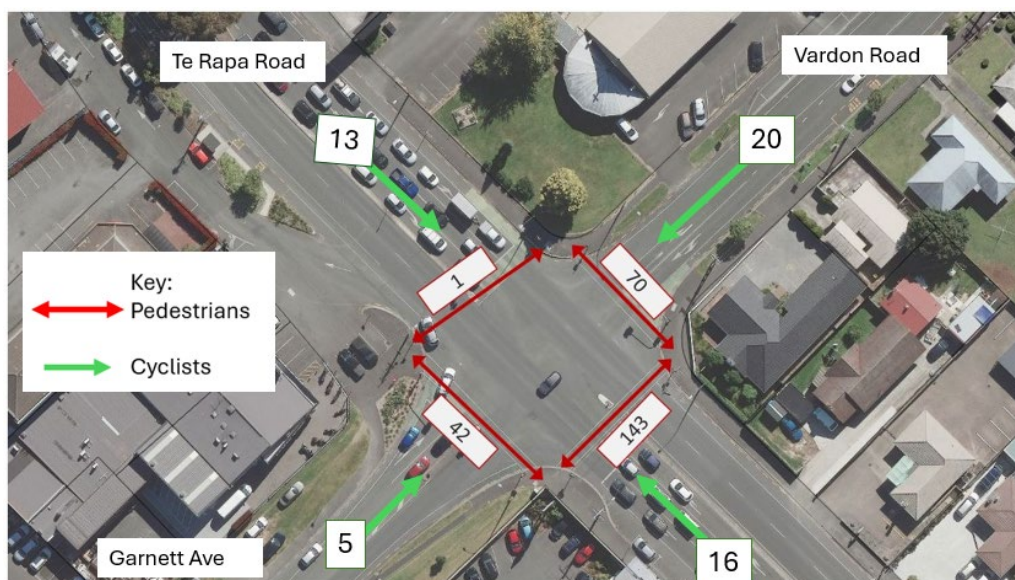 Te Rapa Road
Vardon Road
13
20
1
70
Key:
Pedestrians
Cyclists
42
143
5
16
Garnett Ave